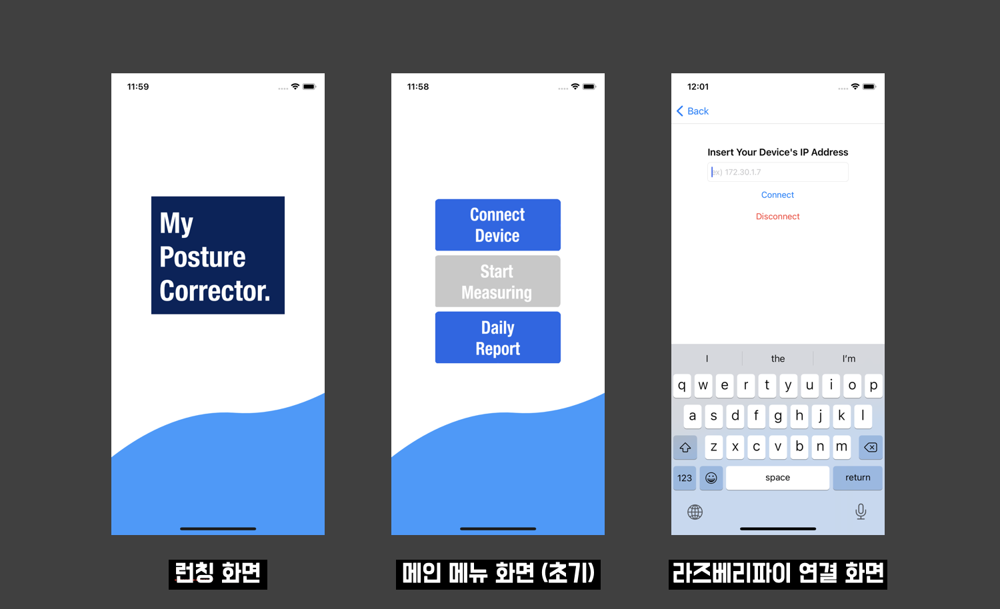 11:59
My
Posture
Corrector.
런칭 화면
11:58
Connect
Device
Start
Measuring
Daily
Report
메인 메뉴 화면 (초기)
12:01
Back
Insert Your Device's IP Address
ex) 172.30.1.7
Connect
Disconnect
I the I'm
q w e r t y u i o p
a s d f g h j k l
z x c v b n m
123 space return
라즈베리파이 연결 화면